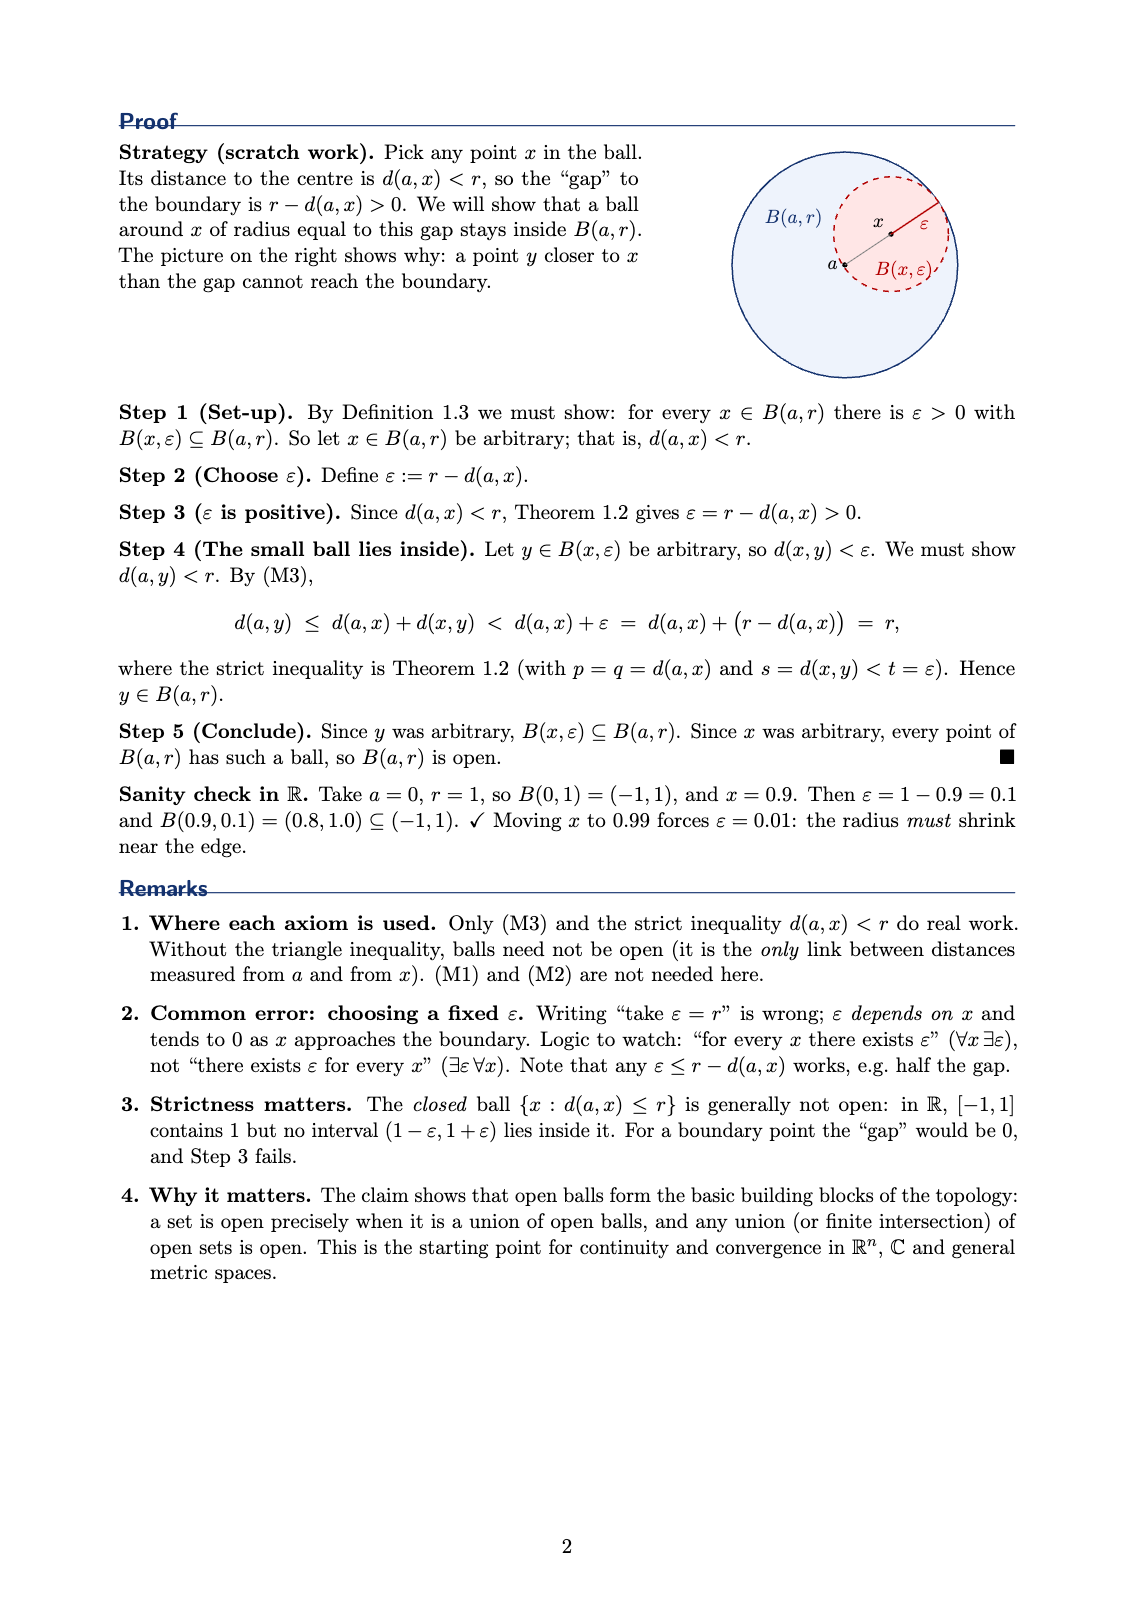 Proof
Strategy (scratch work). Pick any point x in the ball.
Its distance to the centre is d(a, x) < r, so the “gap” to
the boundary is r − d(a, x) > 0. We will show that a ball
around x of radius equal to this gap stays inside B(a, r).
The picture on the right shows why: a point y closer to x
than the gap cannot reach the boundary.
B(a, r)
x
ε
a
B(x, ε)
Step 1 (Set-up). By Definition 1.3 we must show: for every x ∈ B(a, r) there is ε > 0 with
B(x, ε) ⊆ B(a, r). So let x ∈ B(a, r) be arbitrary; that is, d(a, x) < r.
Step 2 (Choose ε). Define ε := r − d(a, x).
Step 3 (ε is positive). Since d(a, x) < r, Theorem 1.2 gives ε = r − d(a, x) > 0.
Step 4 (The small ball lies inside). Let y ∈ B(x, ε) be arbitrary, so d(x, y) < ε. We must show
d(a, y) < r. By (M3),
d(a, y) ≤ d(a, x) + d(x, y) < d(a, x) + ε = d(a, x) + (r − d(a, x)) = r,
where the strict inequality is Theorem 1.2 (with p = q = d(a, x) and s = d(x, y) < t = ε). Hence
y ∈ B(a, r).
Step 5 (Conclude). Since y was arbitrary, B(x, ε) ⊆ B(a, r). Since x was arbitrary, every point of
B(a, r) has such a ball, so B(a, r) is open. ■
Sanity check in ℝ. Take a = 0, r = 1, so B(0, 1) = (−1, 1), and x = 0.9. Then ε = 1 − 0.9 = 0.1
and B(0.9, 0.1) = (0.8, 1.0) ⊆ (−1, 1). ✓ Moving x to 0.99 forces ε = 0.01: the radius must shrink
near the edge.
Remarks
1. Where each axiom is used. Only (M3) and the strict inequality d(a, x) < r do real work.
Without the triangle inequality, balls need not be open (it is the only link between distances
measured from a and from x). (M1) and (M2) are not needed here.
2. Common error: choosing a fixed ε. Writing “take ε = r” is wrong; ε depends on x and
tends to 0 as x approaches the boundary. Logic to watch: “for every x there exists ε” (∀x ∃ε),
not “there exists ε for every x” (∃ε ∀x). Note that any ε ≤ r − d(a, x) works, e.g. half the gap.
3. Strictness matters. The closed ball {x : d(a, x) ≤ r} is generally not open: in ℝ, [−1, 1]
contains 1 but no interval (1 − ε, 1 + ε) lies inside it. For a boundary point the “gap” would be 0,
and Step 3 fails.
4. Why it matters. The claim shows that open balls form the basic building blocks of the topology:
a set is open precisely when it is a union of open balls, and any union (or finite intersection) of
open sets is open. This is the starting point for continuity and convergence in ℝⁿ, ℂ and general
metric spaces.
2